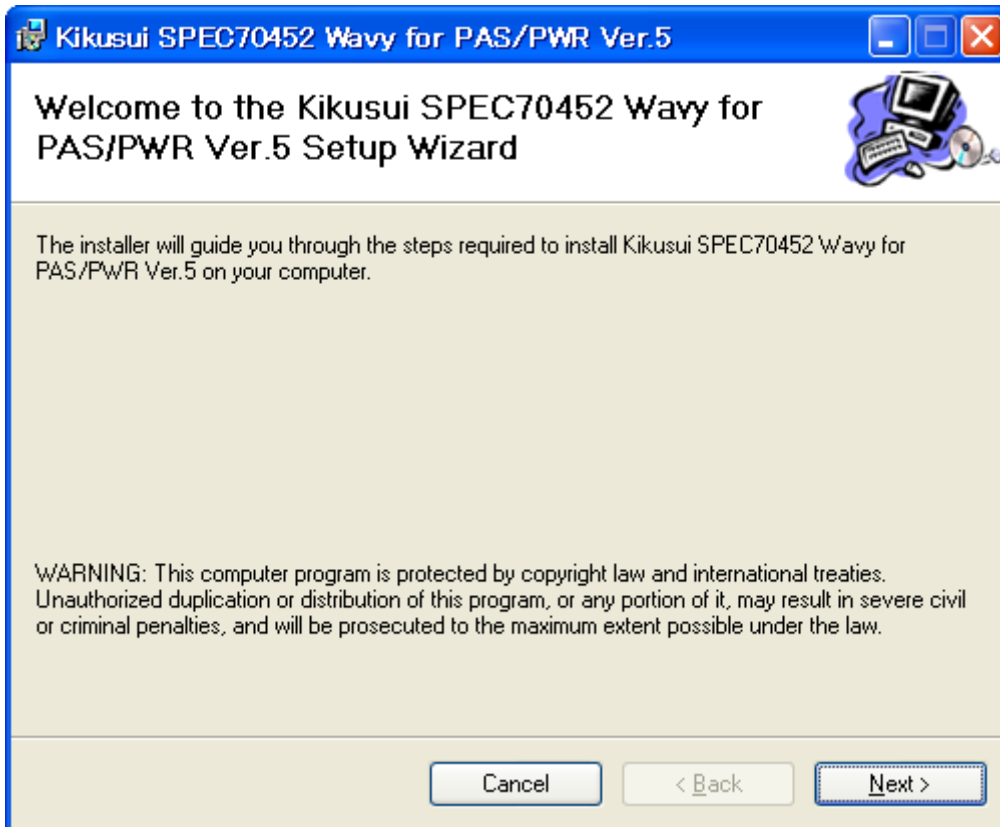 Kikusui SPEC70452 Wavy for PAS/PWR Ver.5
Welcome to the Kikusui SPEC70452 Wavy for
PAS/PWR Ver.5 Setup Wizard
The installer will guide you through the steps required to install Kikusui SPEC70452 Wavy for
PAS/PWR Ver.5 on your computer.
WARNING: This computer program is protected by copyright law and international treaties.
Unauthorized duplication or distribution of this program, or any portion of it, may result in severe civil
or criminal penalties, and will be prosecuted to the maximum extent possible under the law.
Cancel
< Back
Next >